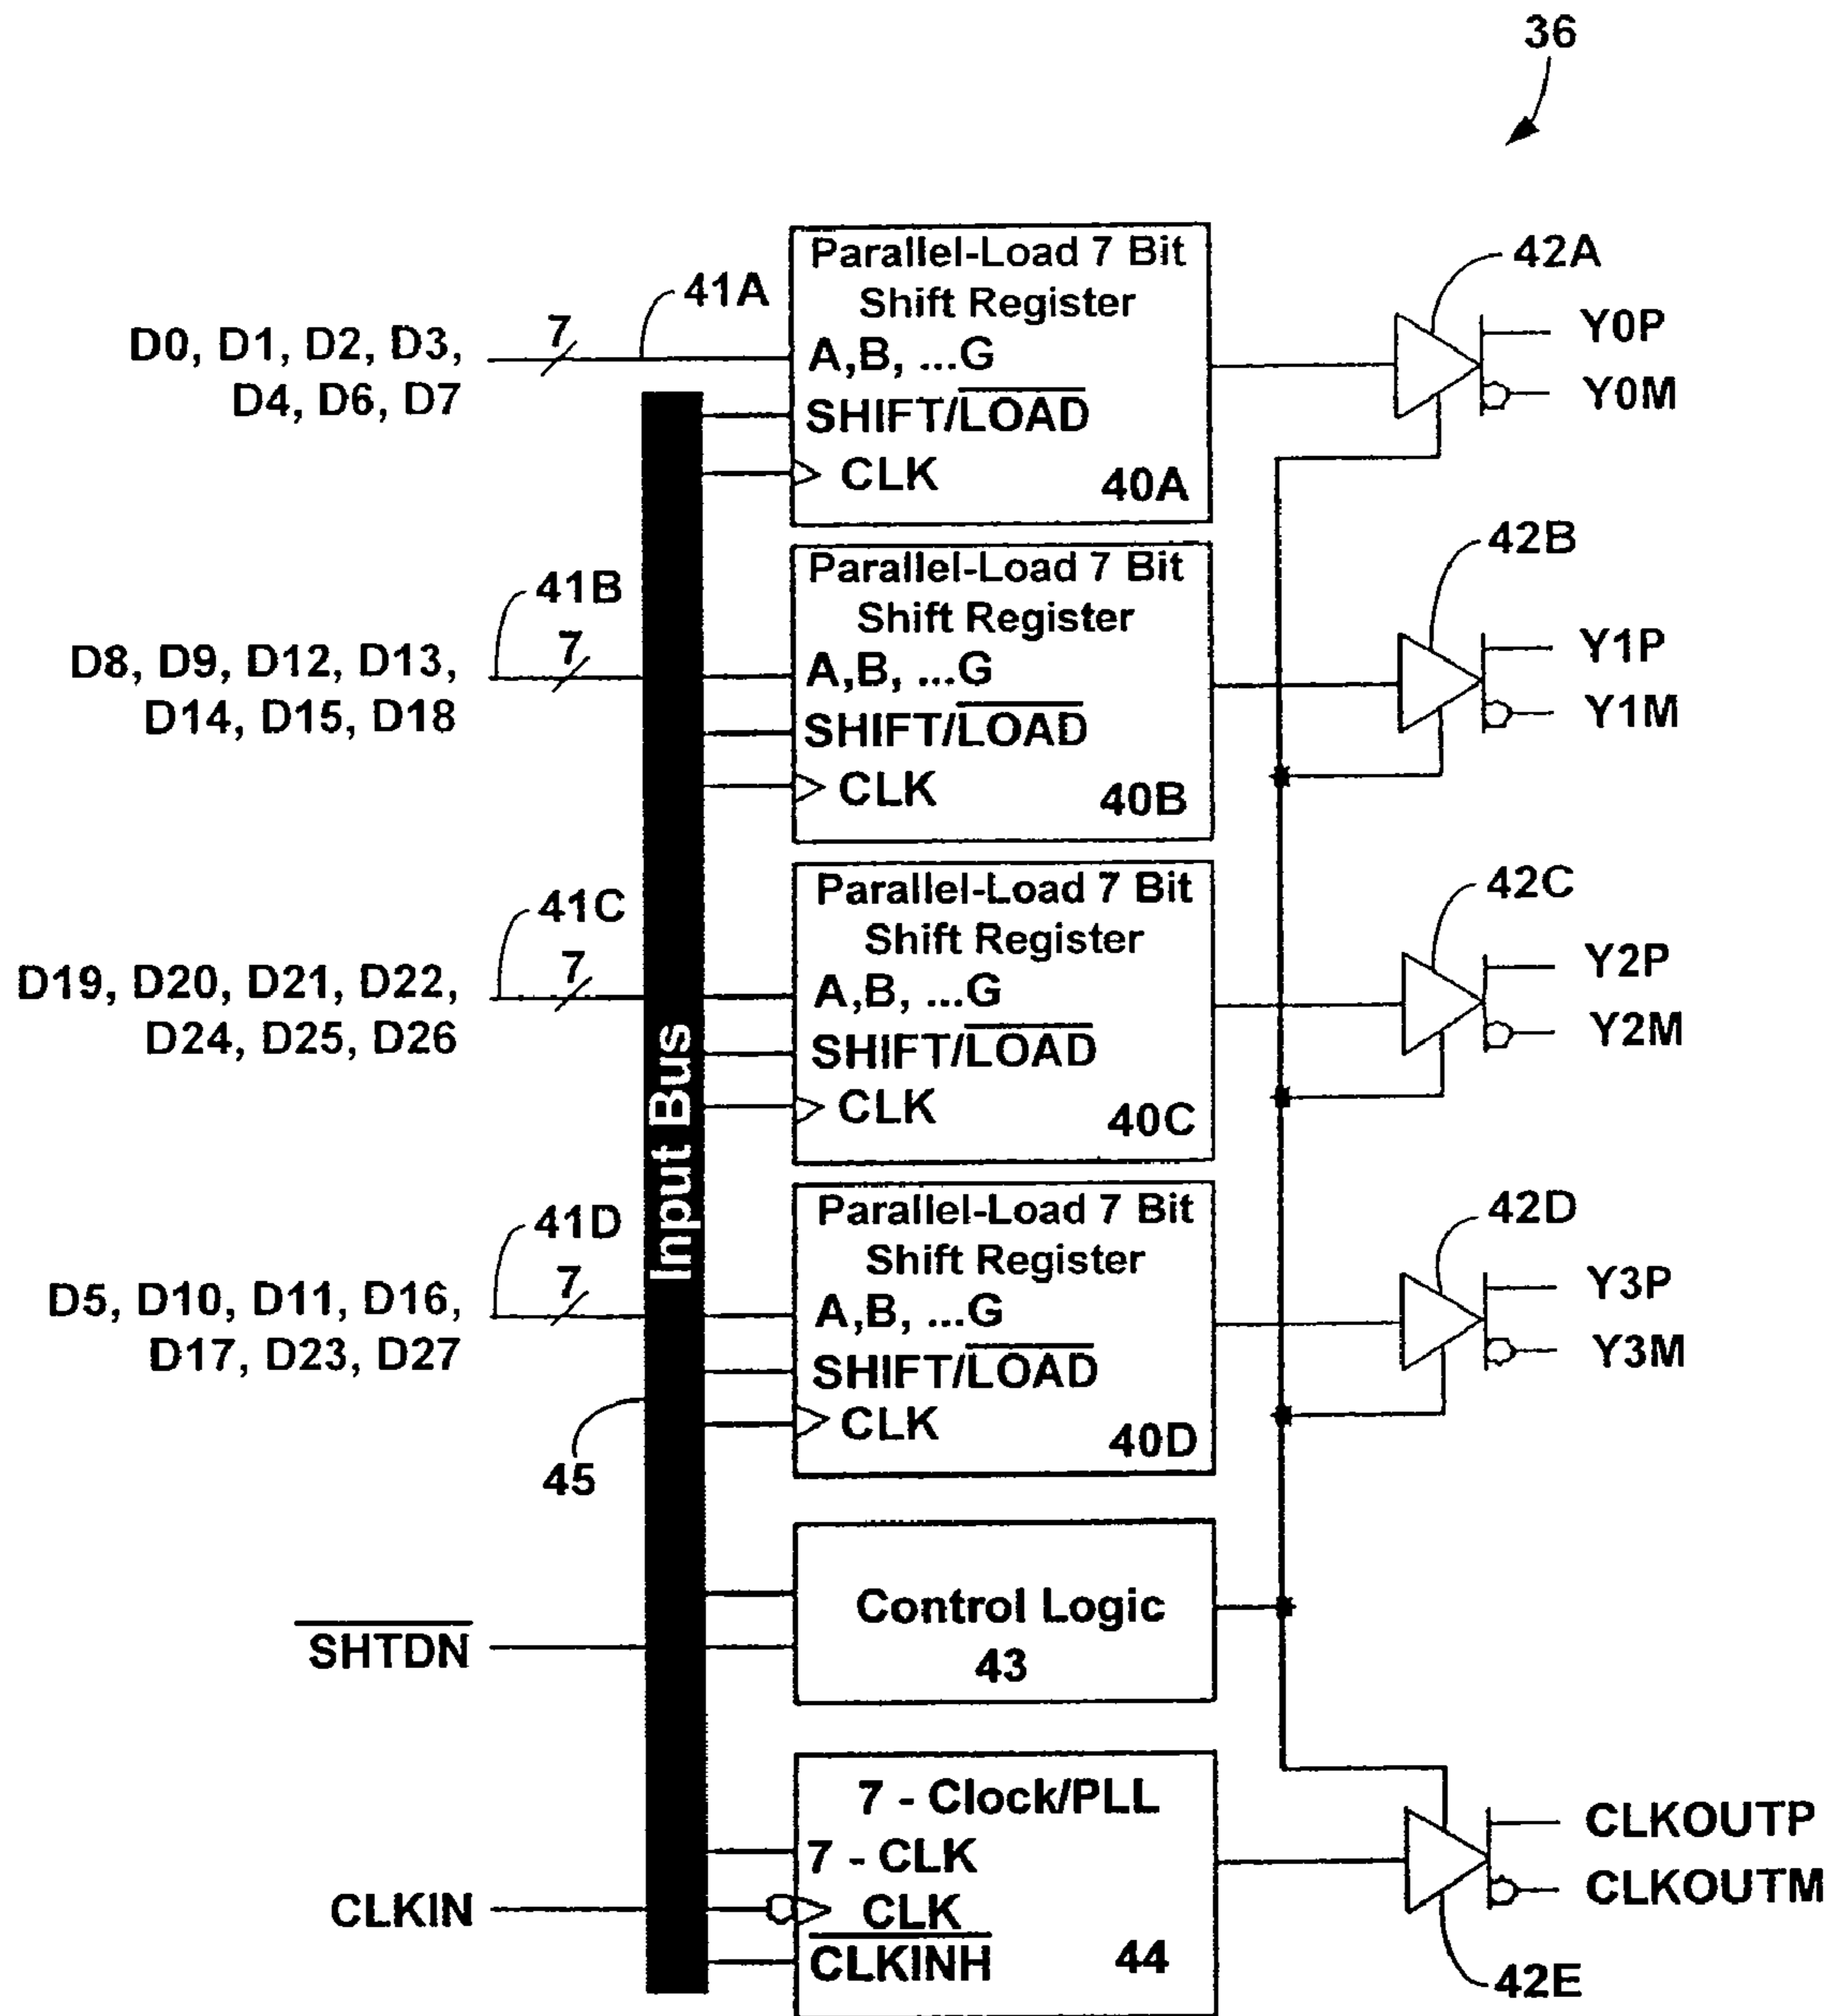 36
Parallel-Load 7 Bit
Shift Register
A,B, ...G
SHIFT/LOAD
CLK
40A
41A
7
D0, D1, D2, D3,
D4, D6, D7
42A
Y0P
Y0M
Parallel-Load 7 Bit
Shift Register
A,B, ...G
SHIFT/LOAD
CLK
40B
41B
7
D8, D9, D12, D13,
D14, D15, D18
42B
Y1P
Y1M
Parallel-Load 7 Bit
Shift Register
A,B, ...G
SHIFT/LOAD
CLK
40C
41C
7
D19, D20, D21, D22,
D24, D25, D26
42C
Y2P
Y2M
Input Bus
Parallel-Load 7 Bit
Shift Register
A,B, ...G
SHIFT/LOAD
CLK
40D
41D
7
D5, D10, D11, D16,
D17, D23, D27
42D
Y3P
Y3M
45
SHTDN
Control Logic
43
7 - Clock/PLL
7 - CLK
CLK
CLKINH
44
CLKIN
CLKOUTP
CLKOUTM
42E